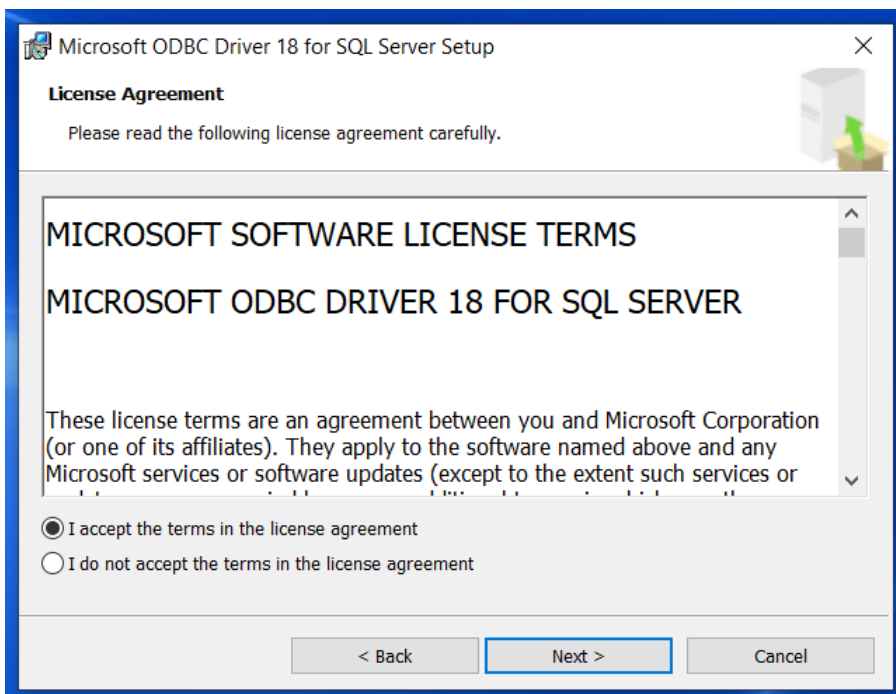 Microsoft ODBC Driver 18 for SQL Server Setup
License Agreement
Please read the following license agreement carefully.
MICROSOFT SOFTWARE LICENSE TERMS
MICROSOFT ODBC DRIVER 18 FOR SQL SERVER
These license terms are an agreement between you and Microsoft Corporation
(or one of its affiliates). They apply to the software named above and any
Microsoft services or software updates (except to the extent such services or
I accept the terms in the license agreement
I do not accept the terms in the license agreement
< Back
Next >
Cancel